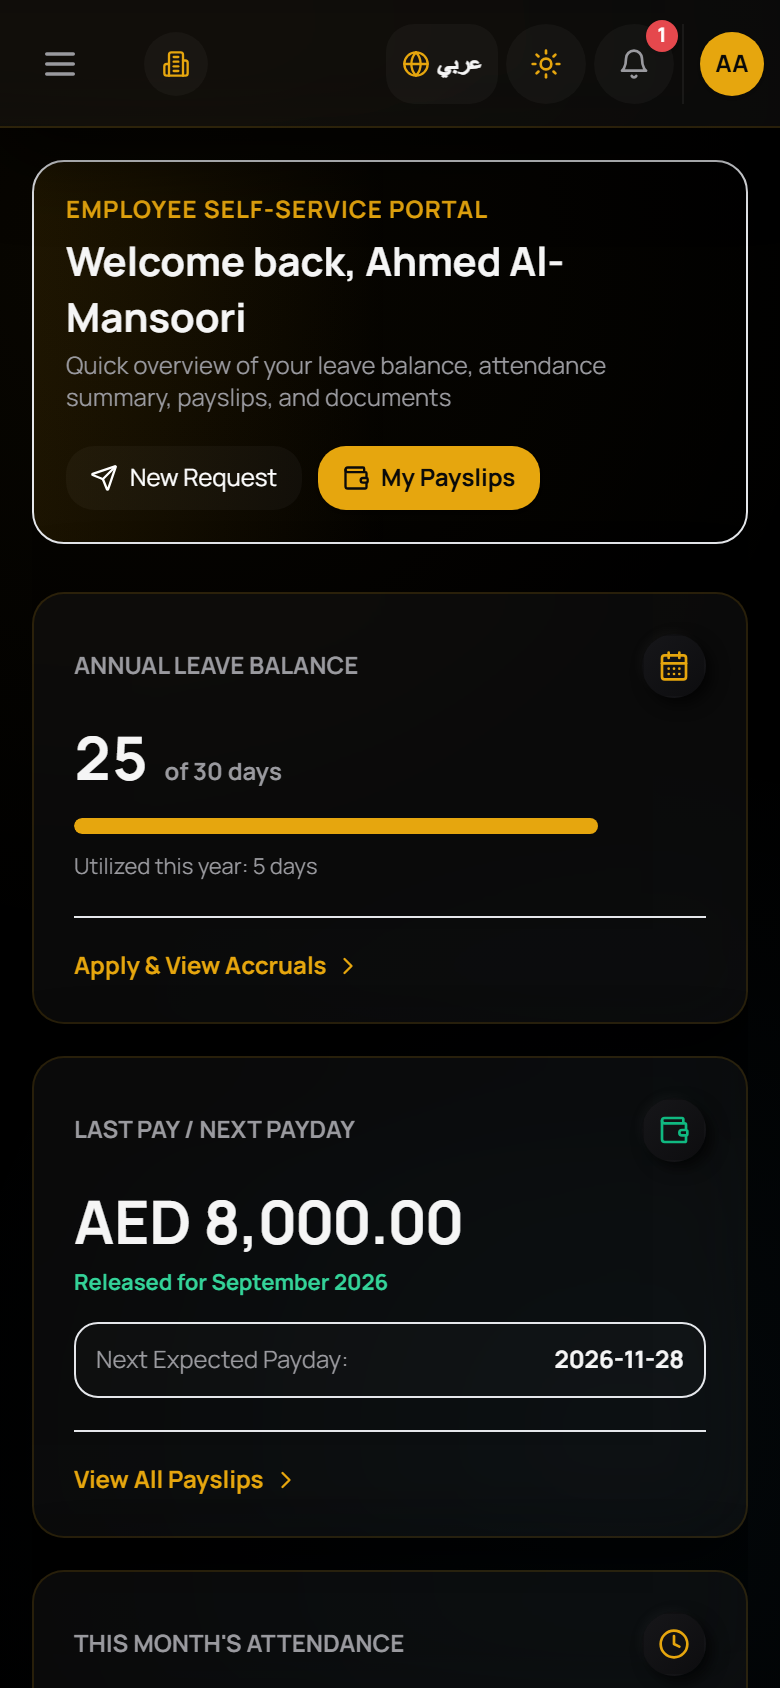 عربي
1
AA
EMPLOYEE SELF-SERVICE PORTAL
Welcome back, Ahmed Al-
Mansoori
Quick overview of your leave balance, attendance
summary, payslips, and documents
New Request
My Payslips
ANNUAL LEAVE BALANCE
25 of 30 days
Utilized this year: 5 days
Apply & View Accruals
LAST PAY / NEXT PAYDAY
AED 8,000.00
Released for September 2026
Next Expected Payday: 2026-11-28
View All Payslips
THIS MONTH'S ATTENDANCE